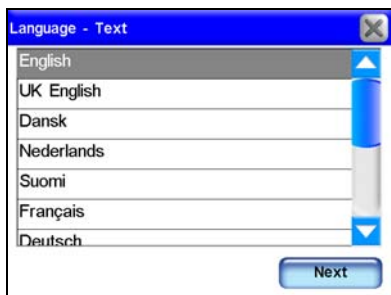 Language - Text
English
UK English
Dansk
Nederlands
Suomi
Français
Deutsch
Next